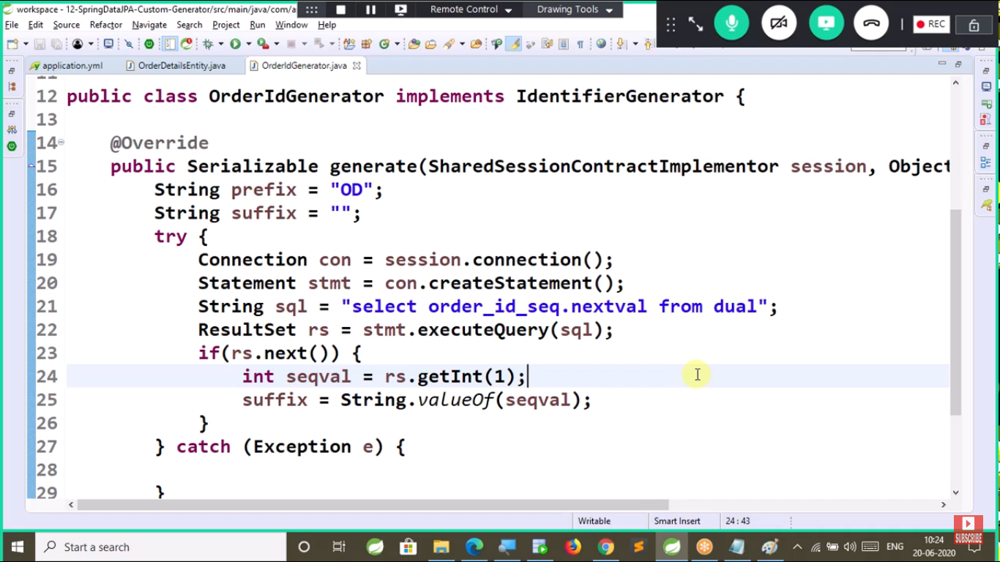 workspace - 12-SpringDataJPA-Custom-Generator/src/main/java/com/a
Remote Control
Drawing Tools
REC
File Edit Source Refactor Navigate Search Project Run Window Help
application.yml
OrderDetailsEntity.java
OrderIdGenerator.java
12 public class OrderIdGenerator implements IdentifierGenerator {
13
14 @Override
15 public Serializable generate(SharedSessionContractImplementor session, Object
16 String prefix = "OD";
17 String suffix = "";
18 try {
19 Connection con = session.connection();
20 Statement stmt = con.createStatement();
21 String sql = "select order_id_seq.nextval from dual";
22 ResultSet rs = stmt.executeQuery(sql);
23 if(rs.next()) {
24 int seqval = rs.getInt(1);
25 suffix = String.valueOf(seqval);
26 }
27 } catch (Exception e) {
28
29 }
Writable
Smart Insert
24 : 43
SUBSCRIBE
Start a search
ENG
10:24
20-06-2020